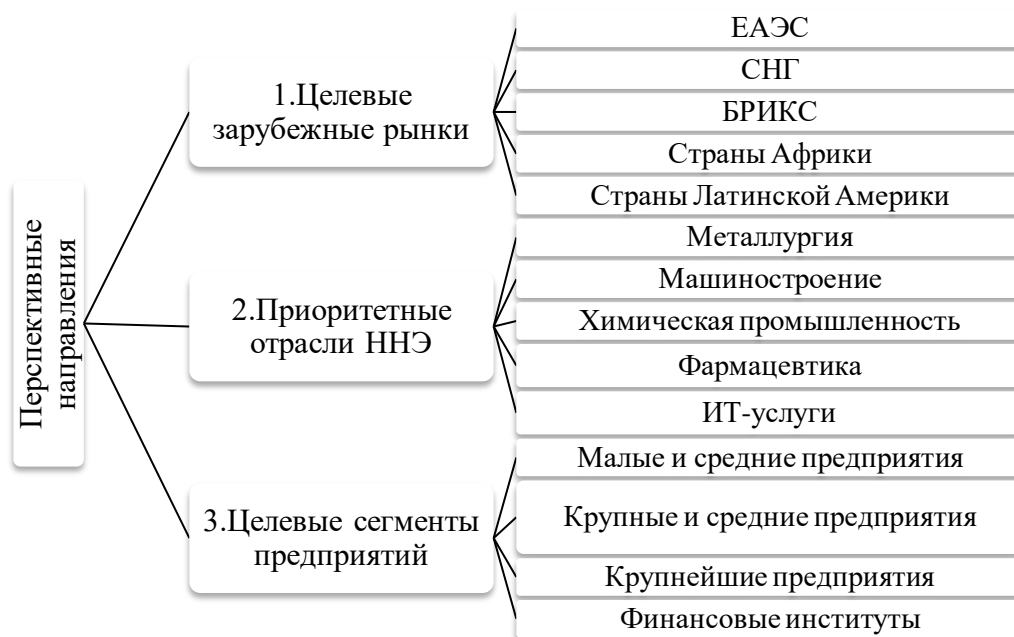 Перспективные
направления
1.Целевые
зарубежные рынки
ЕАЭС
СНГ
БРИКС
Страны Африки
Страны Латинской Америки
2.Приоритетные
отрасли ННЭ
Металлургия
Машиностроение
Химическая промышленность
Фармацевтика
ИТ-услуги
3.Целевые сегменты
предприятий
Малые и средние предприятия
Крупные и средние предприятия
Крупнейшие предприятия
Финансовые институты